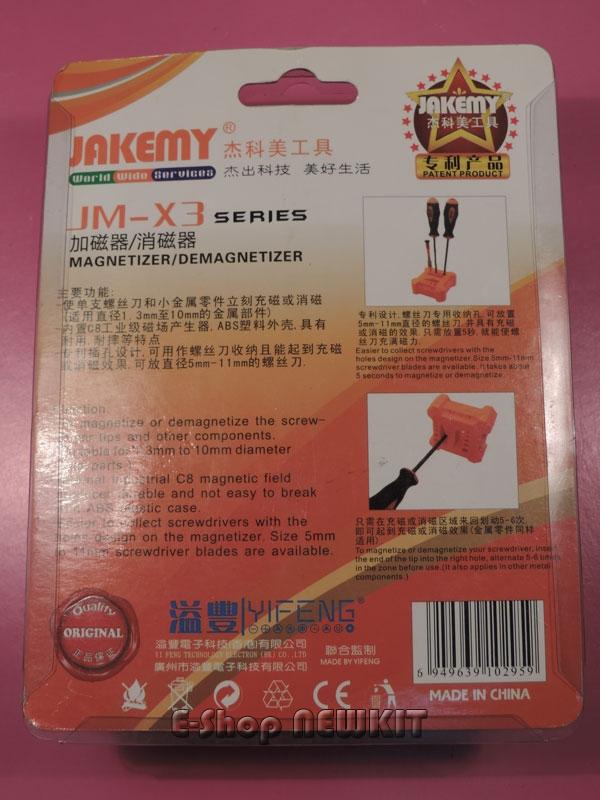 JAKEMY®
杰科美工具
World Wide Services
杰出科技 美好生活
JAKEMY
杰科美工具
专利产品
PATENT PRODUCT
JM-X3 SERIES
加磁器/消磁器
MAGNETIZER/DEMAGNETIZER
主要功能:
使单支螺丝刀和小金属零件立刻充磁或消磁
(适用直径1.3mm至10mm的金属部件)
内置C8工业级磁场产生器,ABS塑料外壳,具有
耐用,耐摔等特点
专利插孔设计,可用作螺丝刀收纳且能起到充磁
或消磁效果,可放直径5mm-11mm的螺丝刀.
Function:
or magnetize or demagnetize the screw-
tips and other components.
3mm to 10mm diameter
parts)
industrial C8 magnetic field
durable and not easy to break
ABS plastic case.
Easier to collect screwdrivers with the
design on the magnetizer. Size 5mm
11mm screwdriver blades are available.
专利设计,螺丝刀专用收纳孔,可放置
5mm-11mm直径的螺丝刀,并具有充磁
或消磁的效果,只需放置5秒,就能使螺
丝刀充满磁力.
Easier to collect screwdrivers with the
holes design on the magnetizer.Size 5mm-11mm
screwdriver blades are available. It takes about
5 seconds to magnetize or demagnetize.
只需在充磁或消磁区域来回划动5-6次,
即可起到充磁或消磁效果(金属零件同样
适用)
To magnetize or demagnetize your screwdriver, insert
the end of the tip into the right hole, alternate 5-6 times
in the zone before use.(It also applies in other metal
components.)
Quality
ORIGINAL
正品保证
溢豐 YIFENG®
溢豐電子科技(香港)有限公司
YI FENG TECHNOLOGY ELECTRON (HK) CO.,LIMITED
廣州市溢豐電子科技有限公司
聯合監制
MADE BY YIFENG
6 949639 102959
CE
MADE IN CHINA
E-Shop NEWKIT